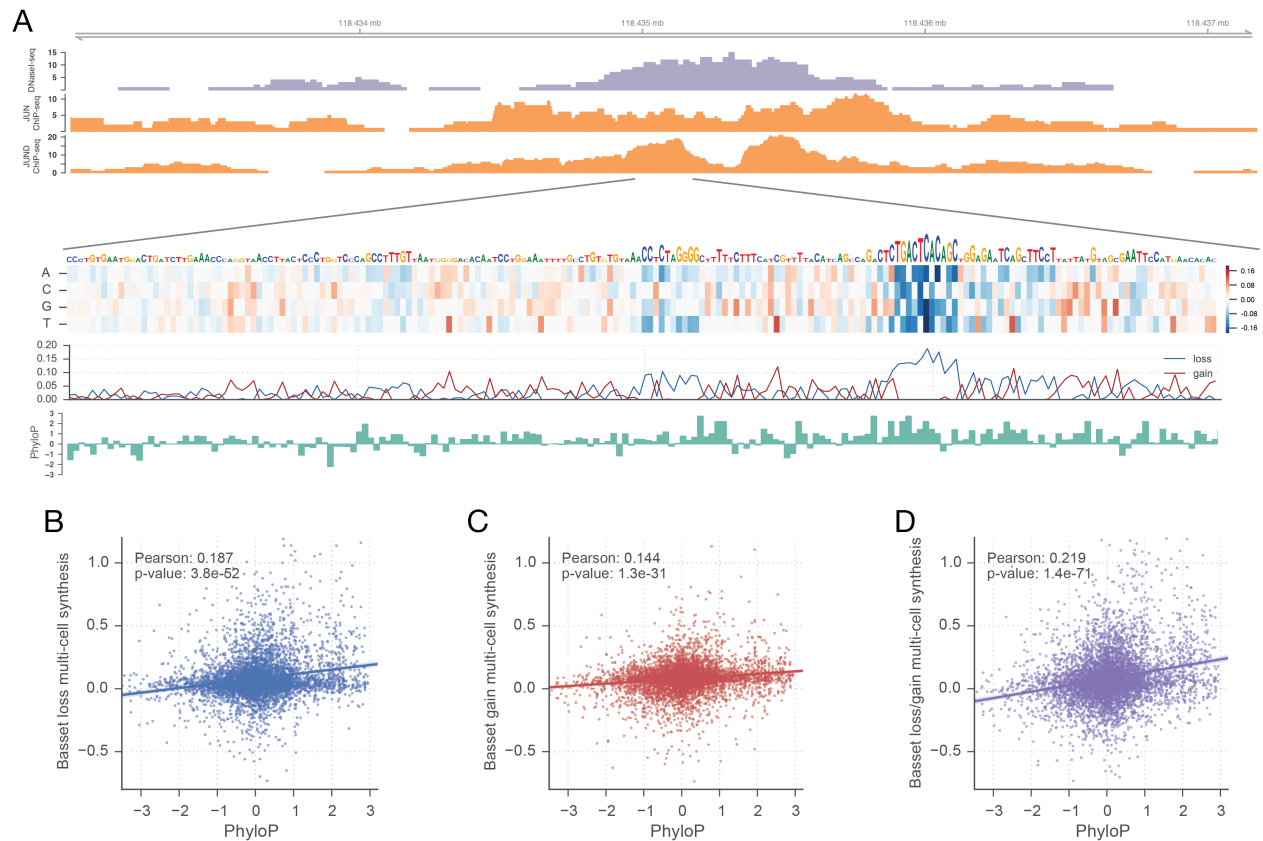 A
118.434 mb 118.435 mb 118.436 mb 118.437 mb
DNaseI-seq
15
10
5
JUN
ChIP-seq
10
5
0
JUND
ChIP-seq
20
10
0
A
C
G
T
0.16
0.08
0.00
-0.08
-0.16
0.20
0.15
0.10
0.05
0.00
loss
gain
PhyloP
3
2
1
0
−1
−2
−3
B
Basset loss multi-cell synthesis
Pearson: 0.187
p-value: 3.8e-52
1.0
0.5
0.0
−0.5
−3 −2 −1 0 1 2 3
PhyloP
C
Basset gain multi-cell synthesis
Pearson: 0.144
p-value: 1.3e-31
1.0
0.5
0.0
−0.5
−3 −2 −1 0 1 2 3
PhyloP
D
Basset loss/gain multi-cell synthesis
Pearson: 0.219
p-value: 1.4e-71
1.0
0.5
0.0
−0.5
−3 −2 −1 0 1 2 3
PhyloP